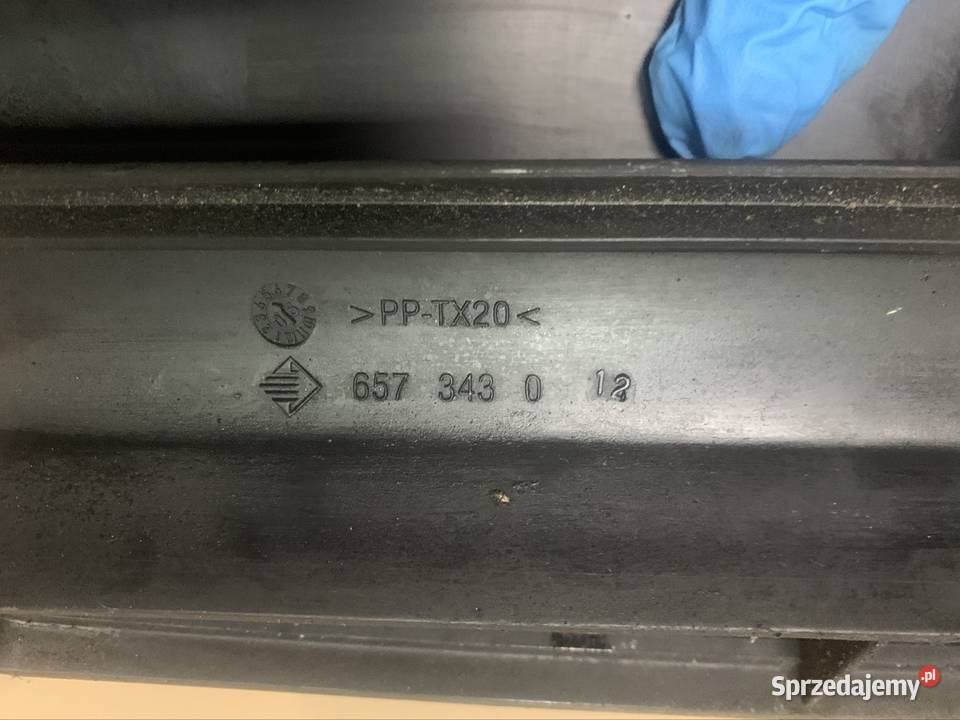 >PP-TX20<
657 343 0 12
Sprzedajemy.pl